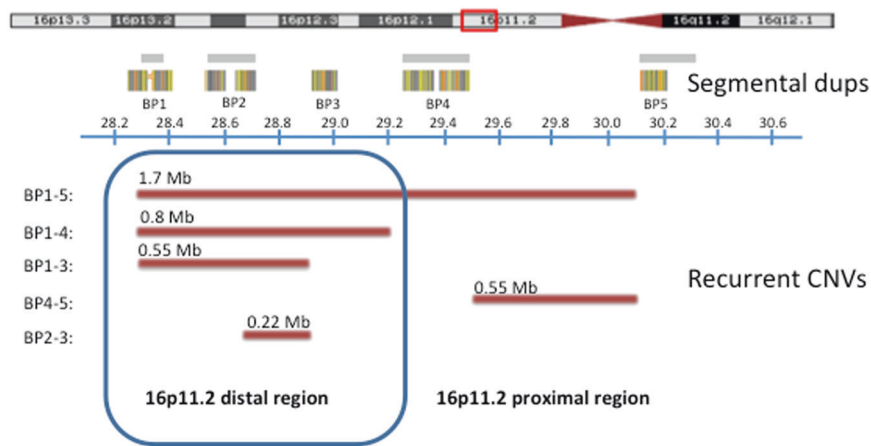 16p13.3 16p13.2 16p12.3 16p12.1 16p11.2 16q11.2 16q12.1
Segmental dups
BP1 BP2 BP3 BP4 BP5
28.2 28.4 28.6 28.8 29.0 29.2 29.4 29.6 29.8 30.0 30.2 30.4 30.6
1.7 Mb
BP1-5:
0.8 Mb
BP1-4:
0.55 Mb
BP1-3:
Recurrent CNVs
0.55 Mb
BP4-5:
0.22 Mb
BP2-3:
16p11.2 distal region 16p11.2 proximal region